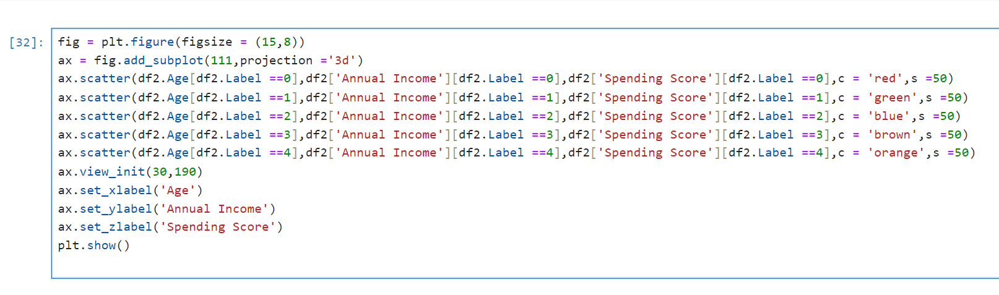 [32]:
fig = plt.figure(figsize = (15,8))
ax = fig.add_subplot(111,projection ='3d')
ax.scatter(df2.Age[df2.Label ==0],df2['Annual Income'][df2.Label ==0],df2['Spending Score'][df2.Label ==0],c = 'red',s =50)
ax.scatter(df2.Age[df2.Label ==1],df2['Annual Income'][df2.Label ==1],df2['Spending Score'][df2.Label ==1],c = 'green',s =50)
ax.scatter(df2.Age[df2.Label ==2],df2['Annual Income'][df2.Label ==2],df2['Spending Score'][df2.Label ==2],c = 'blue',s =50)
ax.scatter(df2.Age[df2.Label ==3],df2['Annual Income'][df2.Label ==3],df2['Spending Score'][df2.Label ==3],c = 'brown',s =50)
ax.scatter(df2.Age[df2.Label ==4],df2['Annual Income'][df2.Label ==4],df2['Spending Score'][df2.Label ==4],c = 'orange',s =50)
ax.view_init(30,190)
ax.set_xlabel('Age')
ax.set_ylabel('Annual Income')
ax.set_zlabel('Spending Score')
plt.show()